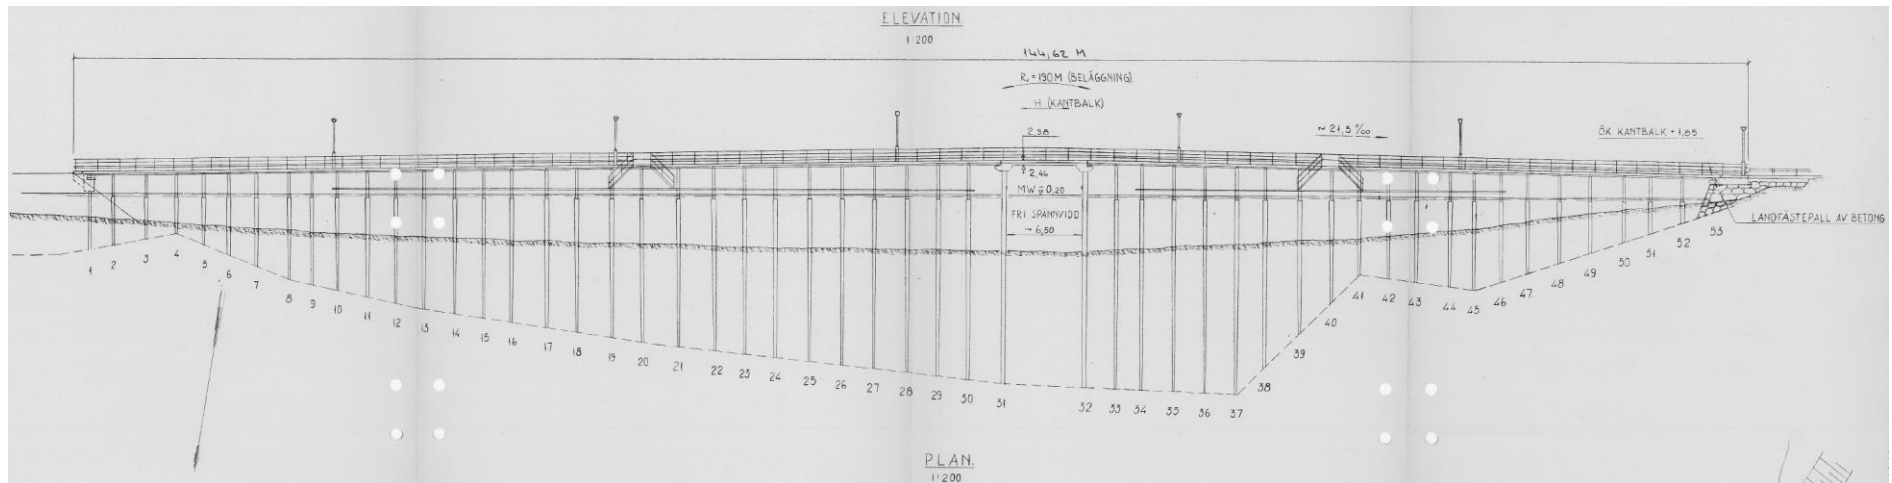 ELEVATION.
1:200
144,62 M
Rv = 190M (BELÄGGNING)
H (KANTBALK)
2,38
~ 21,3 ‰
ÖK KANTBALK + 1,85
2,46
MW ÿ 0,20
FRI SPÄNNVIDD
~ 6,50
LANDFÄSTEPALL AV BETONG
1 2 3 4 5 6 7 8 9 10 11 12 13 14 15 16 17 18 19 20 21 22 23 24 25 26 27 28 29 30 31 32 33 34 35 36 37 38 39 40 41 42 43 44 45 46 47 48 49 50 51 52 53
PLAN.
1:200